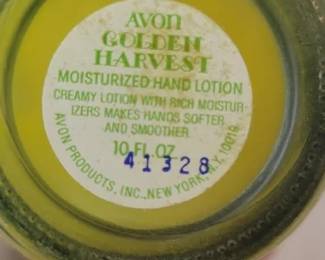 AVON
GOLDEN
HARVEST
MOISTURIZED HAND LOTION
CREAMY LOTION WITH RICH MOISTUR-
IZERS MAKES HANDS SOFTER
AND SMOOTHER.
10 FL OZ
41328
AVON PRODUCTS, INC., NEW YORK, N.Y. 10019